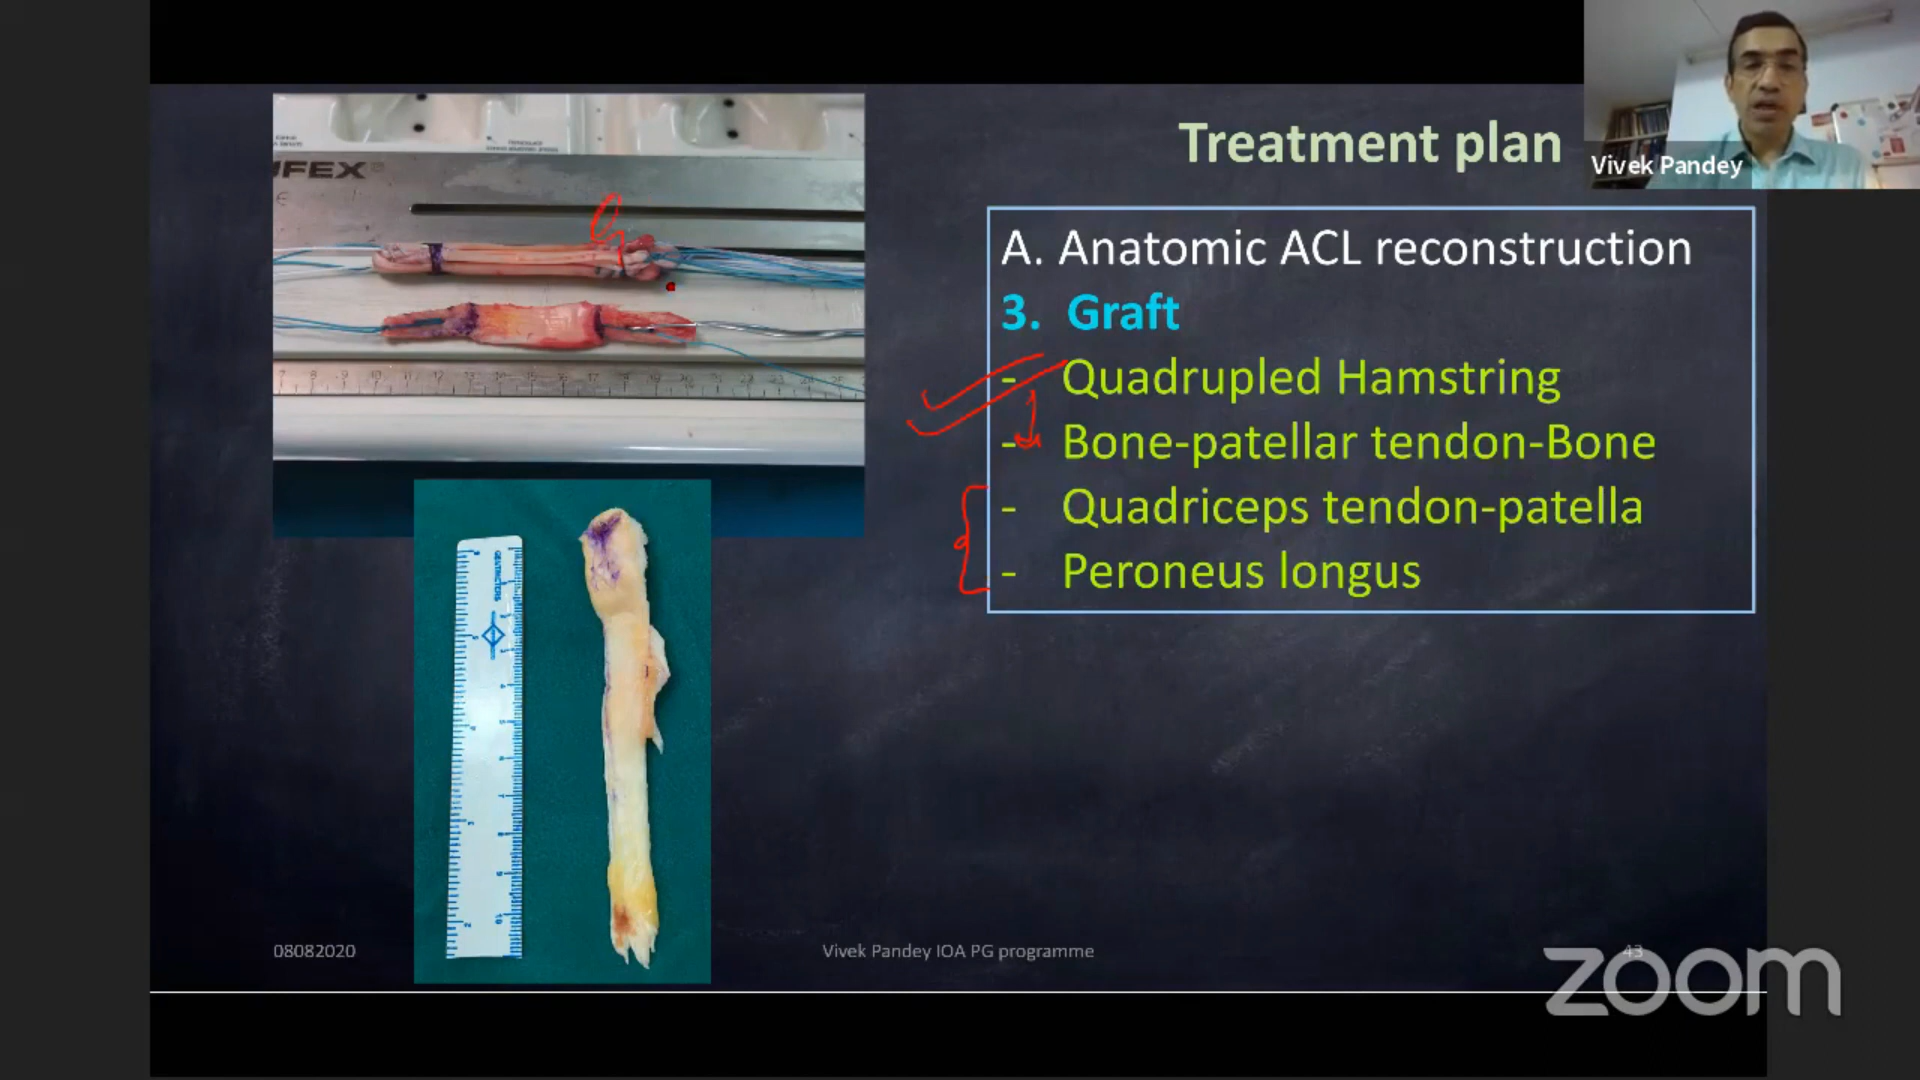 Treatment plan
Vivek Pandey
A. Anatomic ACL reconstruction
3. Graft
- Quadrupled Hamstring
- Bone-patellar tendon-Bone
- Quadriceps tendon-patella
- Peroneus longus
08082020
Vivek Pandey IOA PG programme
43
zoom